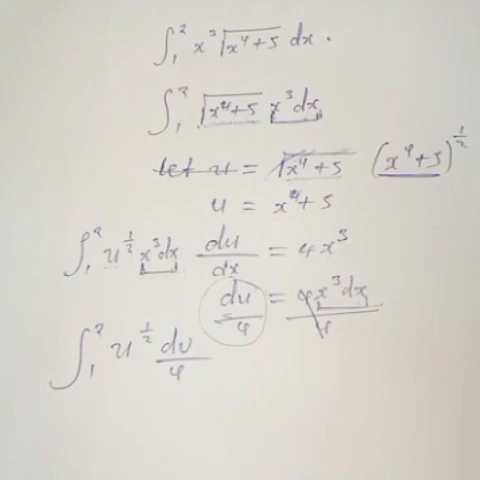 ∫₁² x³ √(x⁴+5) dx.
∫₁² √(x⁴+5) x³dx
let u = √(x⁴+5) (x⁴+5)^(1/2)
u = x⁴+5
∫₁² u^(1/2) x³dx du/dx = 4x³
du/4 = 4x³dx/4
∫₁² u^(1/2) du/4